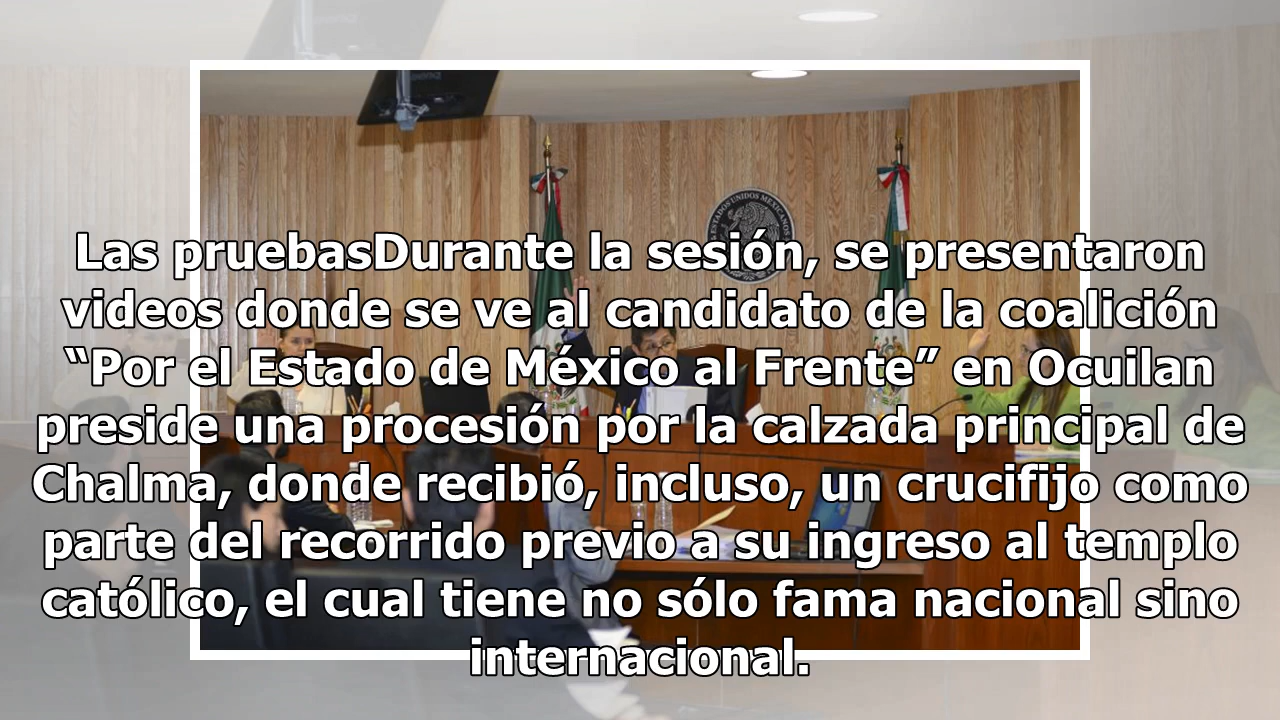 ESTADOS UNIDOS MEXICANOS
Las pruebasDurante la sesión, se presentaron
videos donde se ve al candidato de la coalición
“Por el Estado de México al Frente” en Ocuilan
preside una procesión por la calzada principal de
Chalma, donde recibió, incluso, un crucifijo como
parte del recorrido previo a su ingreso al templo
católico, el cual tiene no sólo fama nacional sino
internacional.